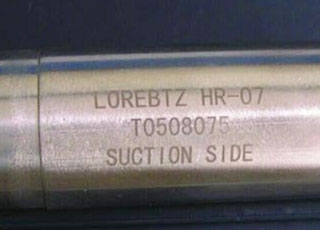 LOREBTZ HR-07
T0508075
SUCTION SIDE